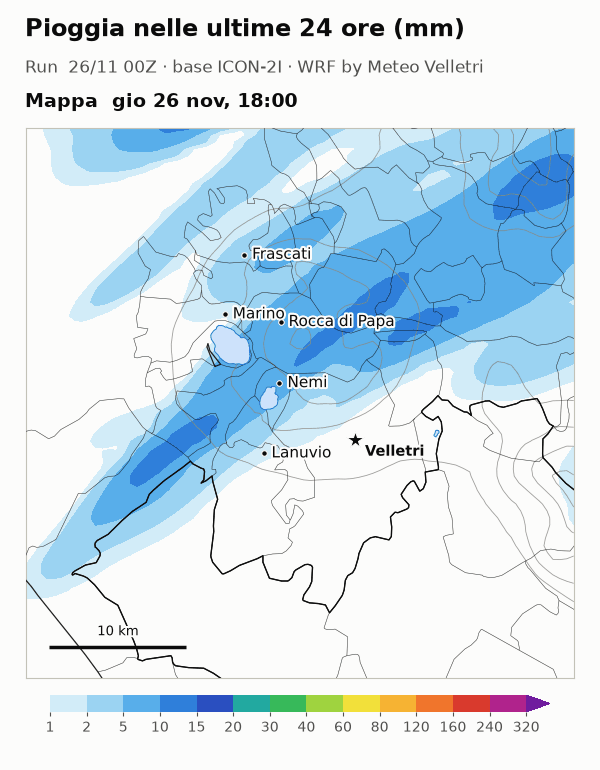 Pioggia nelle ultime 24 ore (mm)
Run  26/11 00Z · base ICON-2I · WRF by Meteo Velletri
Mappa  gio 26 nov, 18:00
Frascati
Marino
Rocca di Papa
Nemi
Velletri
Lanuvio
10 km
1 2 5 10 15 20 30 40 60 80 120 160 240 320